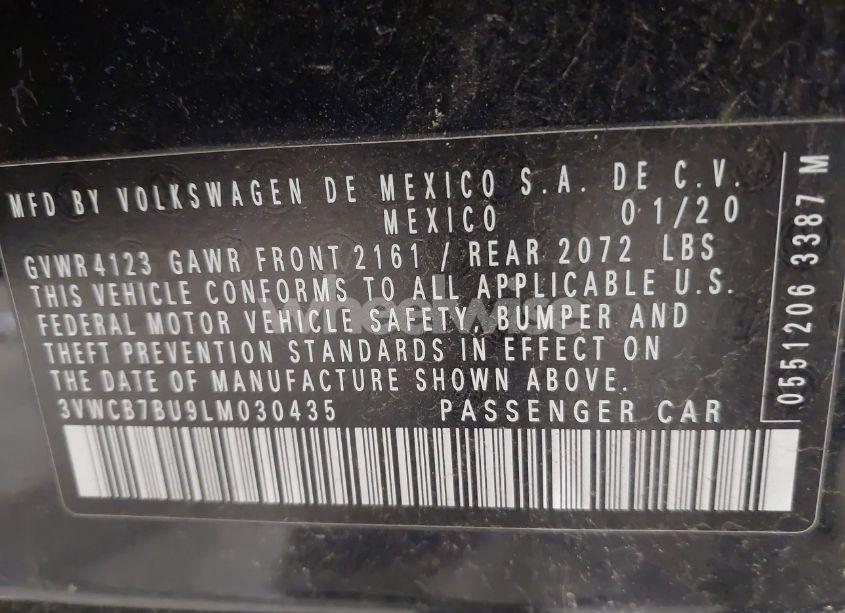 MFD BY VOLKSWAGEN DE MEXICO S.A. DE C.V.
MEXICO 01/20
GVWR 4123 GAWR FRONT 2161 / REAR 2072 LBS
THIS VEHICLE CONFORMS TO ALL APPLICABLE U.S.
FEDERAL MOTOR VEHICLE SAFETY, BUMPER AND
THEFT PREVENTION STANDARDS IN EFFECT ON
THE DATE OF MANUFACTURE SHOWN ABOVE.
3VWCB7BU9LM030435 PASSENGER CAR
0551206 3387 M